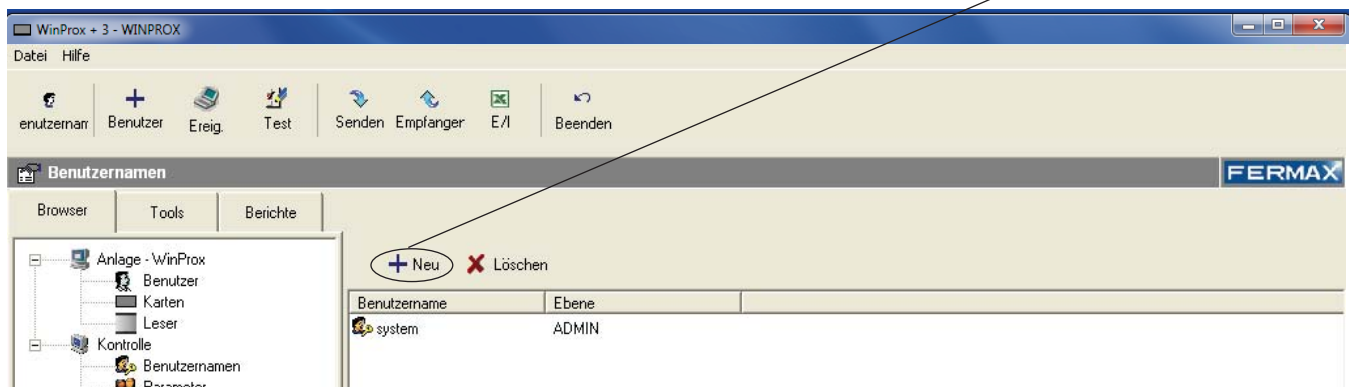 WinProx + 3 - WINPROX
Datei Hilfe
enutzernam Benutzer Ereig. Test Senden Empfanger E/I Beenden
Benutzernamen FERMAX
Browser Tools Berichte
Anlage - WinProx
Benutzer
Karten
Leser
Kontrolle
Benutzernamen
Parameter
Neu Löschen
Benutzername Ebene
system ADMIN